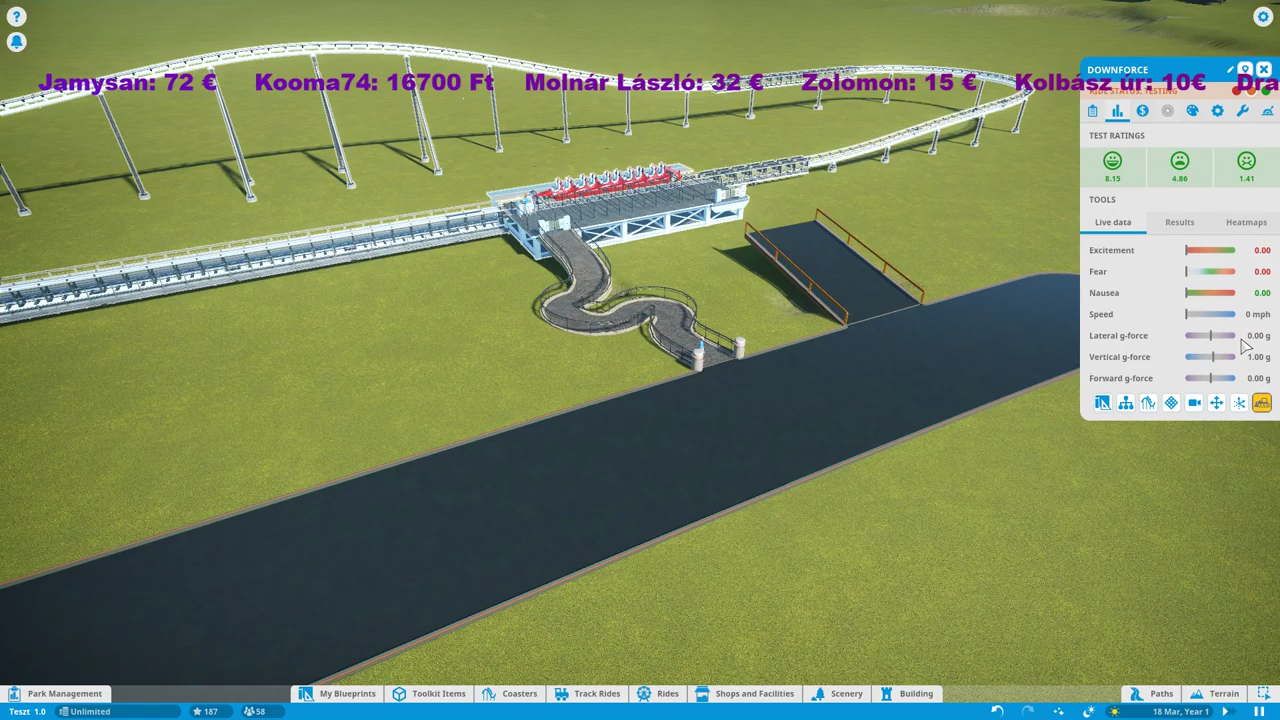 Jamysan: 72 € Kooma74: 16700 Ft Molnár László: 32 € Zolomon: 15 € Kolbász úr: 10€ Dra
DOWNFORCE
RIDE STATUS: TESTING
TEST RATINGS
8.15 4.86 1.41
TOOLS
Live data Results Heatmaps
Excitement 0.00
Fear 0.00
Nausea 0.00
Speed 0 mph
Lateral g-force 0.00 g
Vertical g-force 1.00 g
Forward g-force 0.00 g
Park Management My Blueprints Toolkit Items Coasters Track Rides Rides Shops and Facilities Scenery Building Paths Terrain
Teszt 1.0 Unlimited 187 58 18 Mar, Year 1